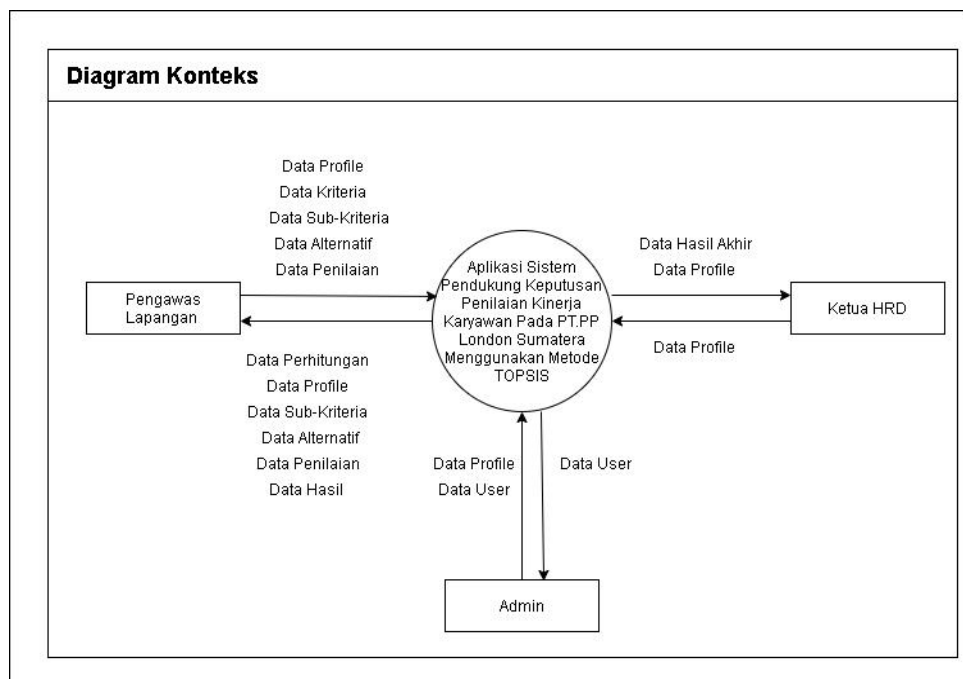 Diagram Konteks
Data Profile
Data Kriteria
Data Sub-Kriteria
Data Alternatif
Data Penilaian
Pengawas
Lapangan
Data Perhitungan
Data Profile
Data Sub-Kriteria
Data Alternatif
Data Penilaian
Data Hasil
Aplikasi Sistem
Pendukung Keputusan
Penilaian Kinerja
Karyawan Pada PT.PP
London Sumatera
Menggunakan Metode
TOPSIS
Data Hasil Akhir
Data Profile
Ketua HRD
Data Profile
Data Profile
Data User
Data User
Admin